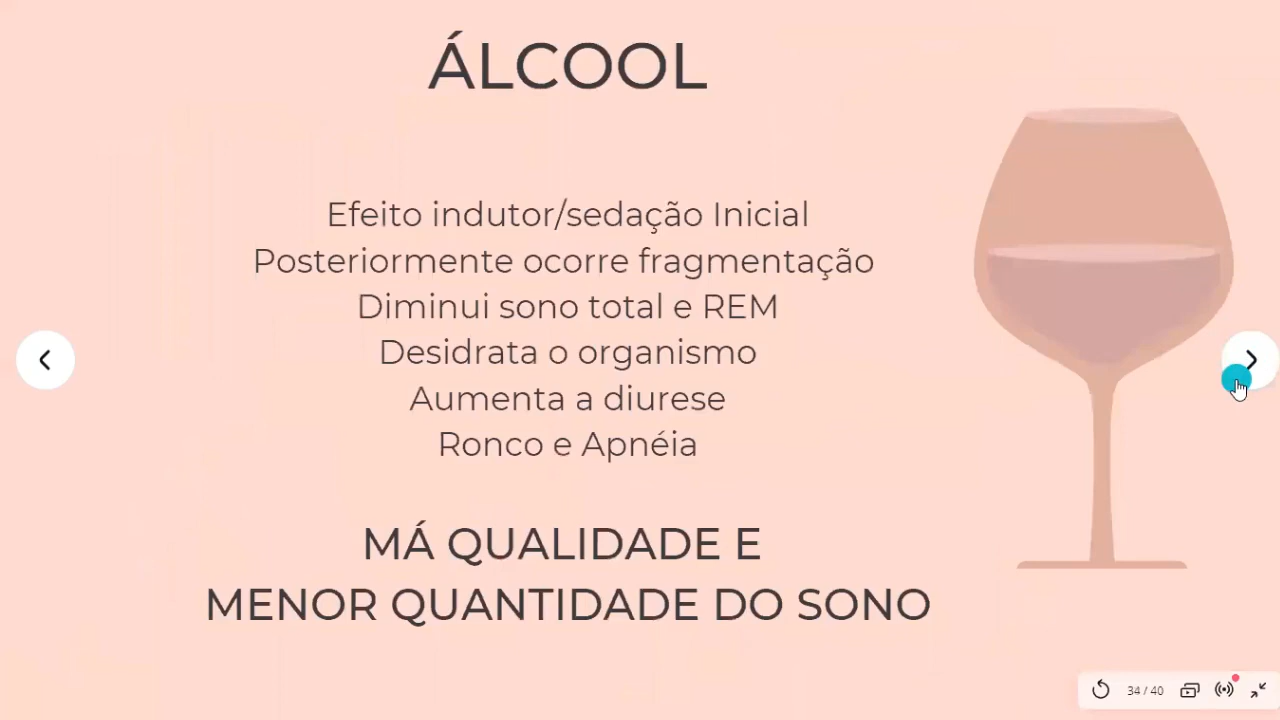 ÁLCOOL
Efeito indutor/sedação Inicial
Posteriormente ocorre fragmentação
Diminui sono total e REM
Desidrata o organismo
Aumenta a diurese
Ronco e Apnéia
MÁ QUALIDADE E
MENOR QUANTIDADE DO SONO
34 / 40